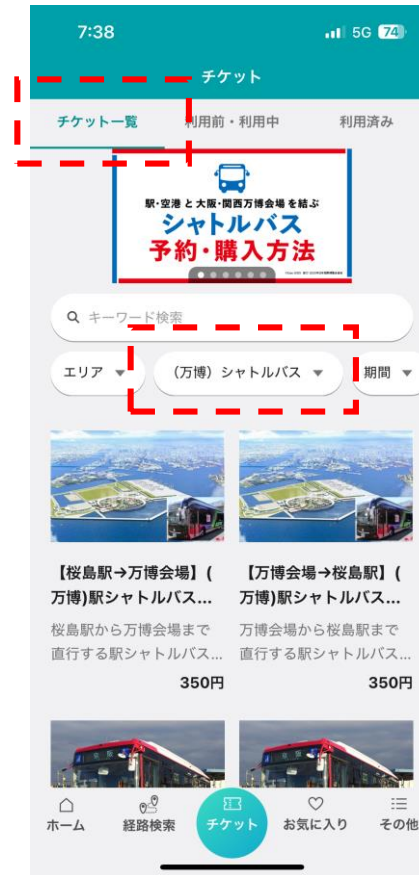 7:38
5G 74
チケット
チケット一覧 利用前・利用中 利用済み
駅・空港 と 大阪・関西万博会場 を 結ぶ
シャトルバス
予約・購入方法
キーワード検索
エリア ▼ (万博) シャトルバス ▼ 期間 ▼
【桜島駅→万博会場】(
万博)駅シャトルバス...
桜島駅から万博会場まで
直行する駅シャトルバス...
350円
【万博会場→桜島駅】(
万博)駅シャトルバス...
万博会場から桜島駅まで
直行する駅シャトルバス...
350円
ホーム 経路検索 チケット お気に入り その他